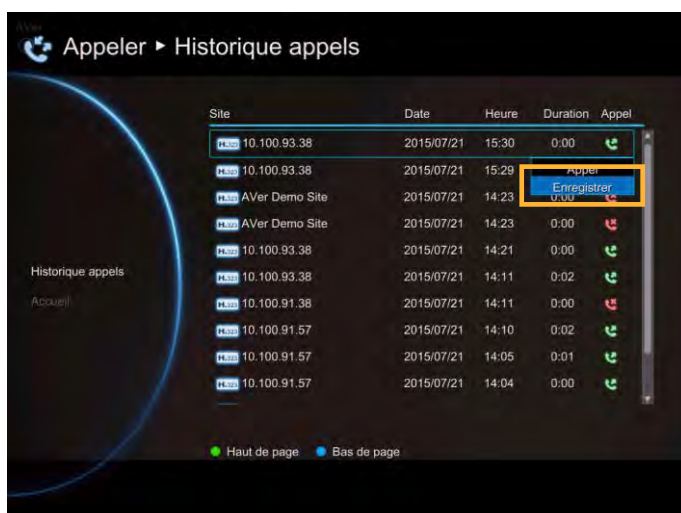 AVer
Appeler ► Historique appels
Site Date Heure Duration Appel
H.323 10.100.93.38 2015/07/21 15:30 0:00
H.323 10.100.93.38 2015/07/21 15:29 Appel
Enregistrer
H.323 AVer Demo Site 2015/07/21 14:23 0:00
H.323 AVer Demo Site 2015/07/21 14:23 0:00
H.323 10.100.93.38 2015/07/21 14:21 0:00
Historique appels
H.323 10.100.93.38 2015/07/21 14:11 0:02
Accueil
H.323 10.100.91.38 2015/07/21 14:11 0:00
H.323 10.100.91.57 2015/07/21 14:10 0:02
H.323 10.100.91.57 2015/07/21 14:05 0:01
H.323 10.100.91.57 2015/07/21 14:04 0:00
Haut de page Bas de page